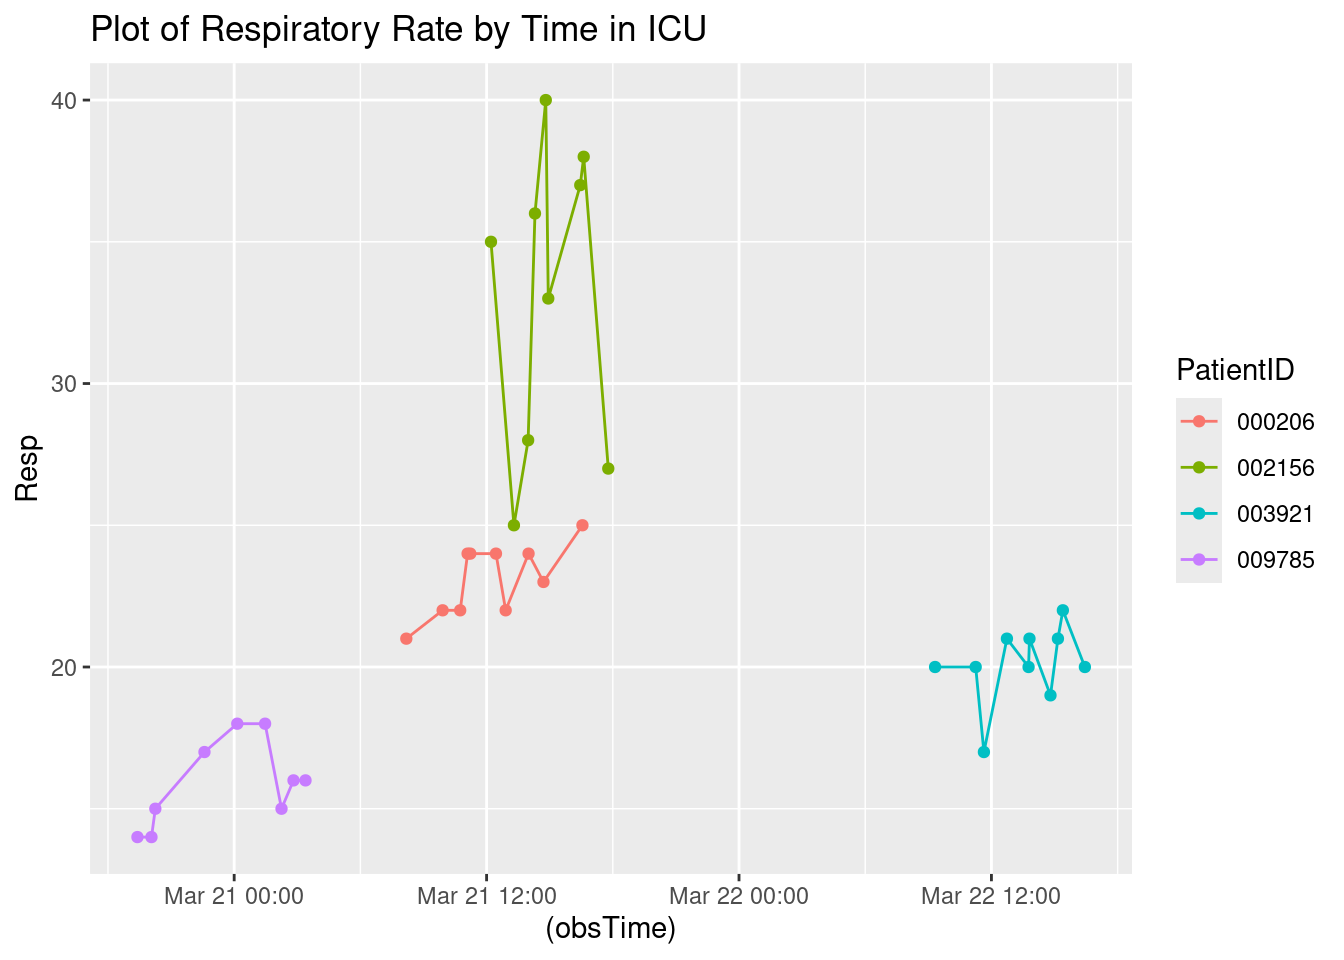 Plot of Respiratory Rate by Time in ICU
40
30
20
Resp
Mar 21 00:00 Mar 21 12:00 Mar 22 00:00 Mar 22 12:00
(obsTime)
PatientID
000206
002156
003921
009785